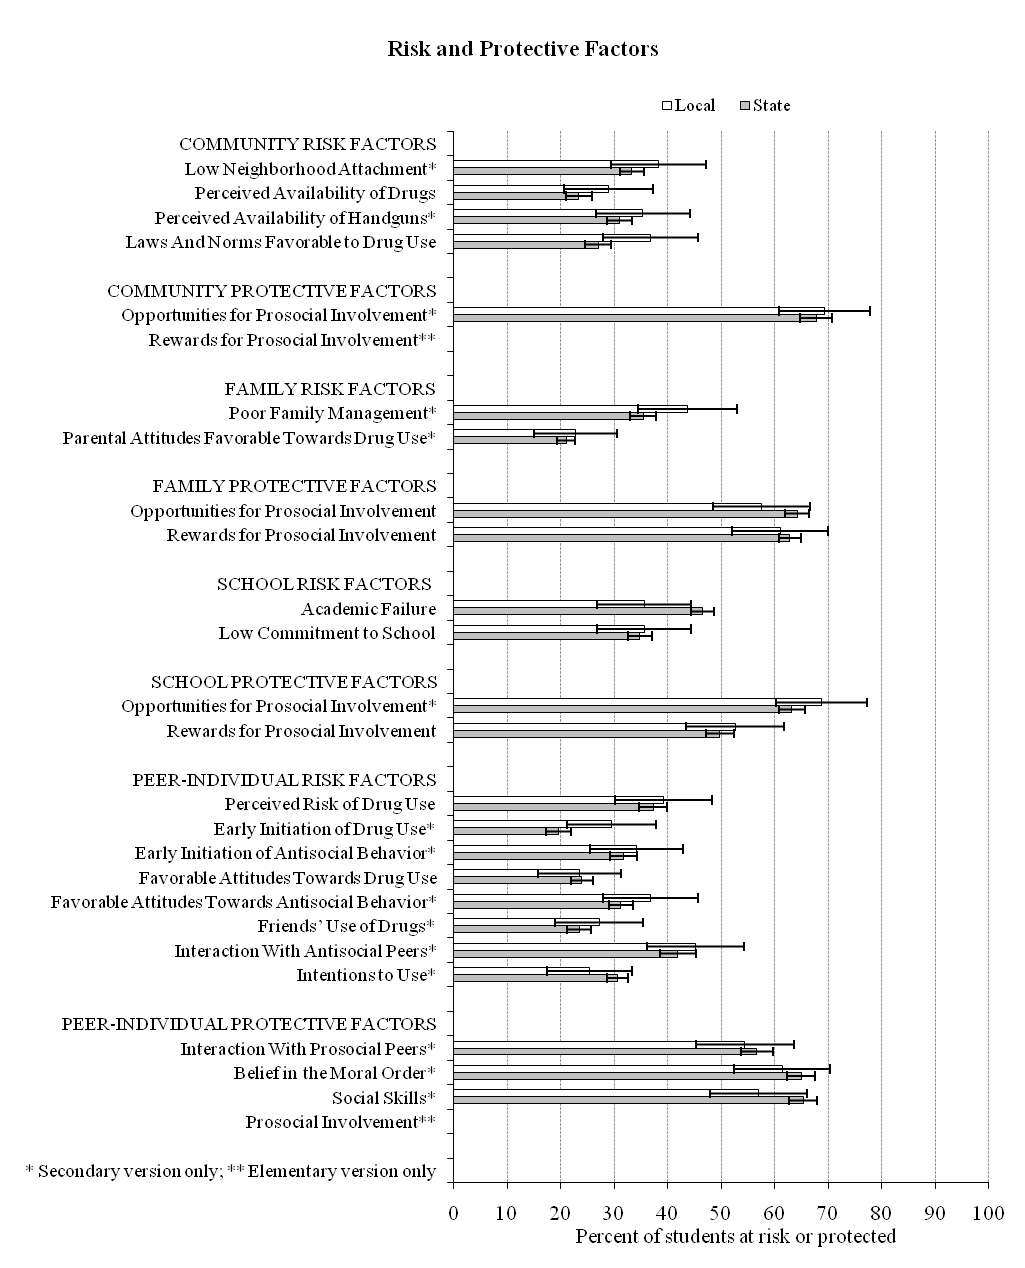 Risk and Protective Factors
Local State
COMMUNITY RISK FACTORS
Low Neighborhood Attachment*
Perceived Availability of Drugs
Perceived Availability of Handguns*
Laws And Norms Favorable to Drug Use
COMMUNITY PROTECTIVE FACTORS
Opportunities for Prosocial Involvement*
Rewards for Prosocial Involvement**
FAMILY RISK FACTORS
Poor Family Management*
Parental Attitudes Favorable Towards Drug Use*
FAMILY PROTECTIVE FACTORS
Opportunities for Prosocial Involvement
Rewards for Prosocial Involvement
SCHOOL RISK FACTORS
Academic Failure
Low Commitment to School
SCHOOL PROTECTIVE FACTORS
Opportunities for Prosocial Involvement*
Rewards for Prosocial Involvement
PEER-INDIVIDUAL RISK FACTORS
Perceived Risk of Drug Use
Early Initiation of Drug Use*
Early Initiation of Antisocial Behavior*
Favorable Attitudes Towards Drug Use
Favorable Attitudes Towards Antisocial Behavior*
Friends' Use of Drugs*
Interaction With Antisocial Peers*
Intentions to Use*
PEER-INDIVIDUAL PROTECTIVE FACTORS
Interaction With Prosocial Peers*
Belief in the Moral Order*
Social Skills*
Prosocial Involvement**
* Secondary version only; ** Elementary version only
0 10 20 30 40 50 60 70 80 90 100
Percent of students at risk or protected